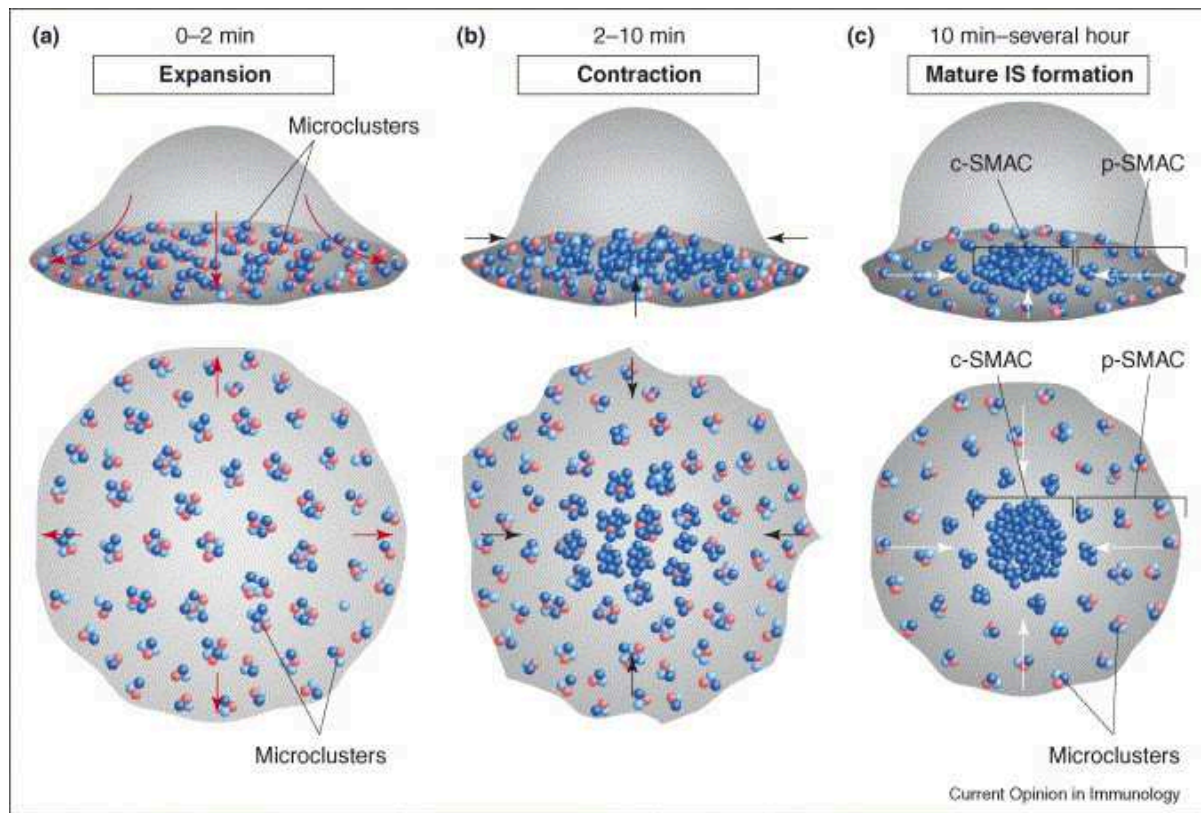 (a) 0–2 min
Expansion
Microclusters
Microclusters
(b) 2–10 min
Contraction
(c) 10 min–several hour
Mature IS formation
c-SMAC p-SMAC
c-SMAC p-SMAC
Microclusters
Current Opinion in Immunology